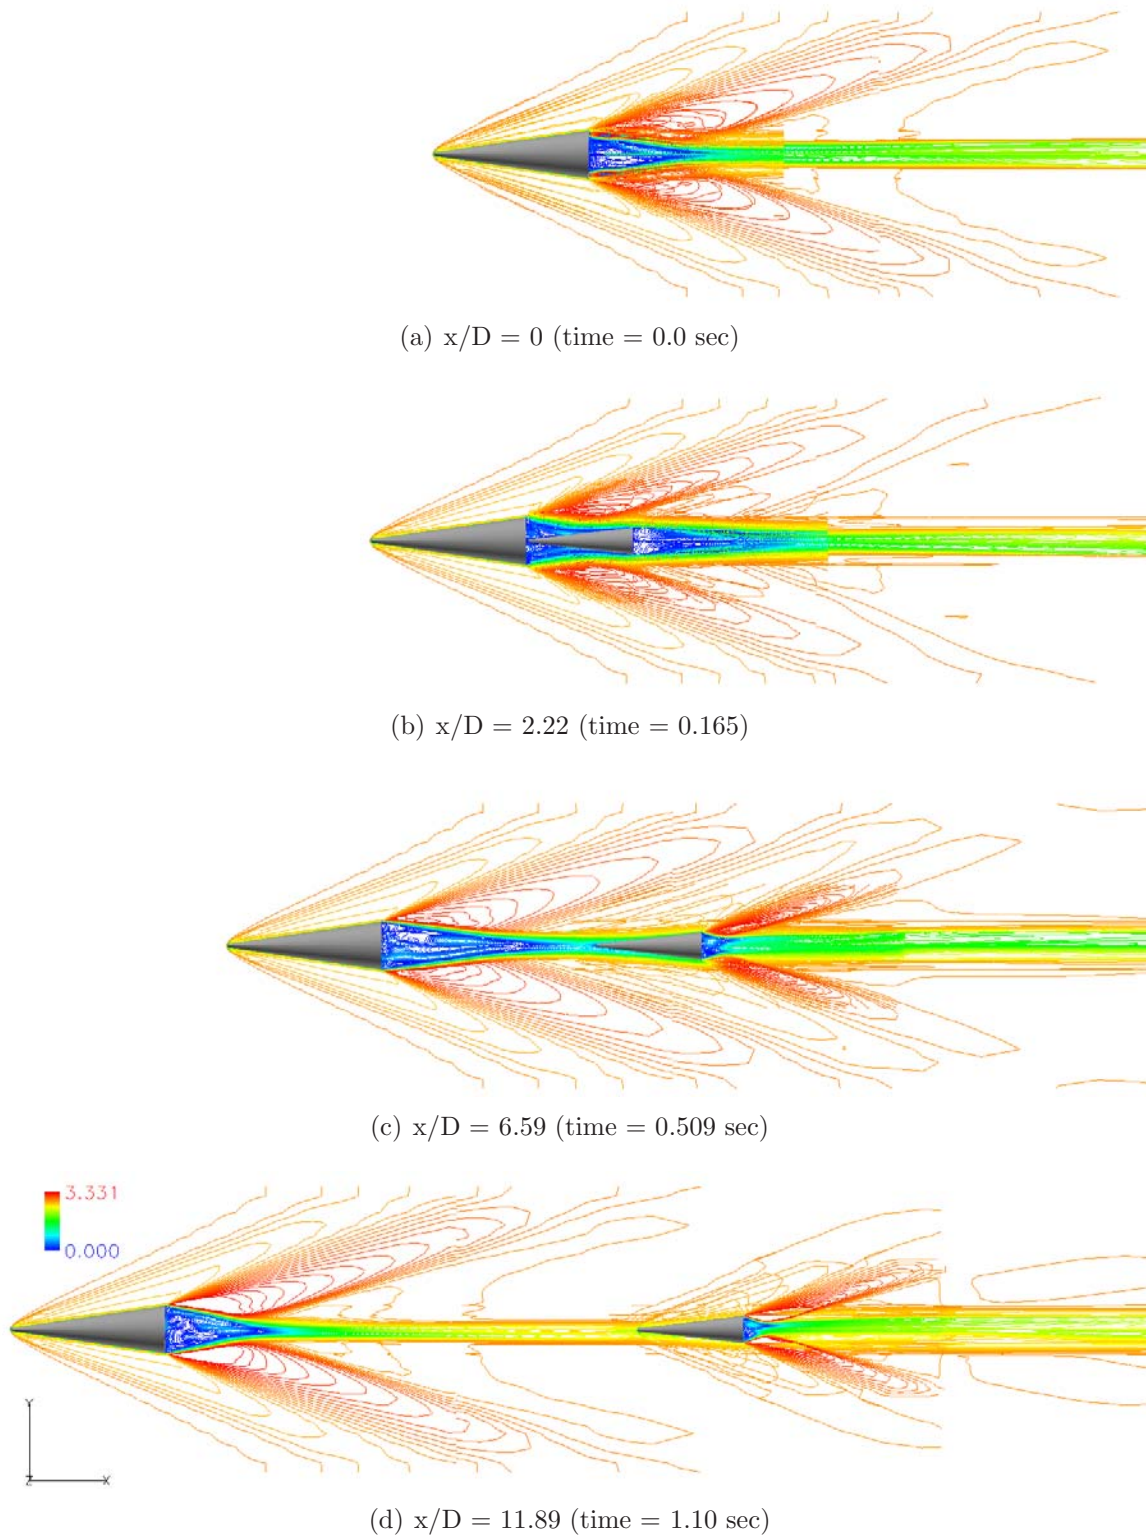 (a) x/D = 0 (time = 0.0 sec)
(b) x/D = 2.22 (time = 0.165)
(c) x/D = 6.59 (time = 0.509 sec)
3.331
0.000
Y
Z X
(d) x/D = 11.89 (time = 1.10 sec)